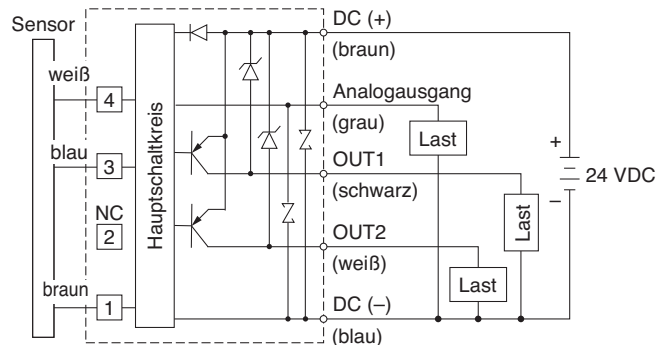 Sensor
weiß
4
blau
3
NC
2
braun
1
Hauptschaltkreis
DC (+)
(braun)
Analogausgang
(grau)
Last
OUT1
(schwarz)
Last
OUT2
(weiß)
Last
DC (–)
(blau)
+
24 VDC
–